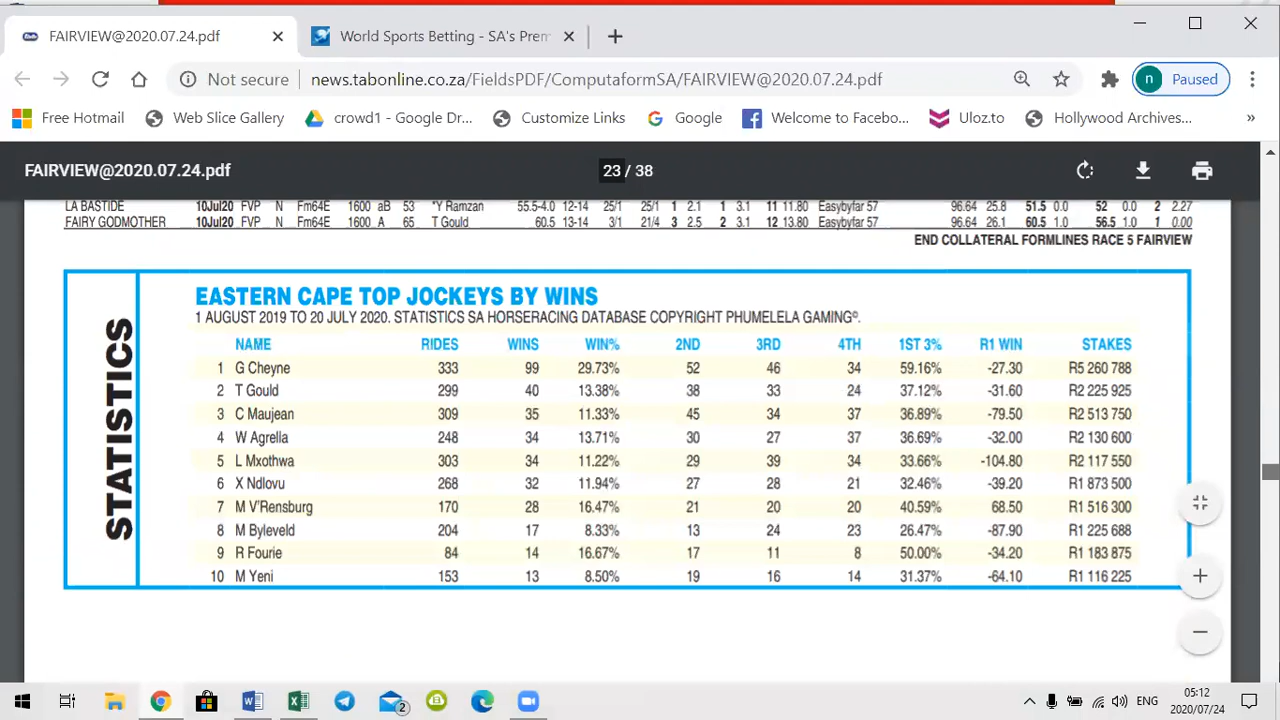 FAIRVIEW@2020.07.24.pdf × World Sports Betting - SA's Prem × +
Not secure news.tabonline.co.za/FieldsPDF/ComputaformSA/FAIRVIEW@2020.07.24.pdf n Paused
Free Hotmail Web Slice Gallery crowd1 - Google Dr... Customize Links Google Welcome to Facebo... Uloz.to Hollywood Archives... »
FAIRVIEW@2020.07.24.pdf 23 / 38
LA BASTIDE 10Jul20 FVP N Fm64E 1600 aB 53 *Y Ramzan 55.5-4.0 12-14 25/1 25/1 1 2.1 1 3.1 11 11.80 Easybyfar 57 96.64 25.8 51.5 0.0 52 0.0 2 2.27
FAIRY GODMOTHER 10Jul20 FVP N Fm64E 1600 A 65 T Gould 60.5 13-14 3/1 21/4 3 2.5 2 3.1 12 13.80 Easybyfar 57 96.64 26.1 60.5 1.0 56.5 1.0 1 0.00
END COLLATERAL FORMLINES RACE 5 FAIRVIEW
STATISTICS
EASTERN CAPE TOP JOCKEYS BY WINS
1 AUGUST 2019 TO 20 JULY 2020. STATISTICS SA HORSERACING DATABASE COPYRIGHT PHUMELELA GAMING©.
NAME RIDES WINS WIN% 2ND 3RD 4TH 1ST 3% R1 WIN STAKES
1 G Cheyne 333 99 29.73% 52 46 34 59.16% -27.30 R5 260 788
2 T Gould 299 40 13.38% 38 33 24 37.12% -31.60 R2 225 925
3 C Maujean 309 35 11.33% 45 34 37 36.89% -79.50 R2 513 750
4 W Agrelia 248 34 13.71% 30 27 37 36.69% -32.00 R2 130 600
5 L Mxothwa 303 34 11.22% 29 39 34 33.66% -104.80 R2 117 550
6 X Ndlovu 268 32 11.94% 27 28 21 32.46% -39.20 R1 873 500
7 M V'Rensburg 170 28 16.47% 21 20 20 40.59% 68.50 R1 516 300
8 M Byleveld 204 17 8.33% 13 24 23 26.47% -87.90 R1 225 688
9 R Fourie 84 14 16.67% 17 11 8 50.00% -34.20 R1 183 875
10 M Yeni 153 13 8.50% 19 16 14 31.37% -64.10 R1 116 225
2 ENG 05:12
2020/07/24